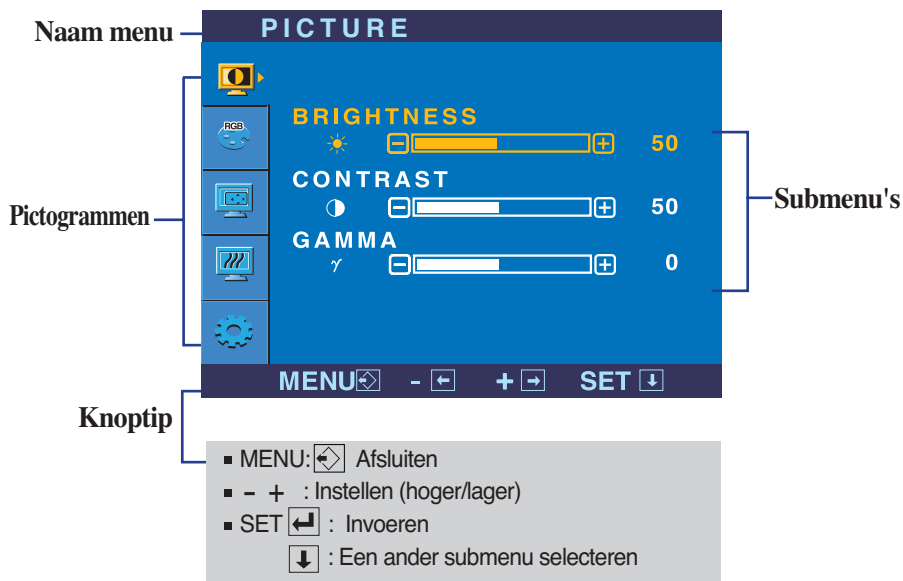 Naam menu
PICTURE
RGB
BRIGHTNESS
50
CONTRAST
50
GAMMA
γ
0
Pictogrammen
Submenu's
MENU - + SET
Knoptip
MENU: Afsluiten
- + : Instellen (hoger/lager)
SET : Invoeren
: Een ander submenu selecteren